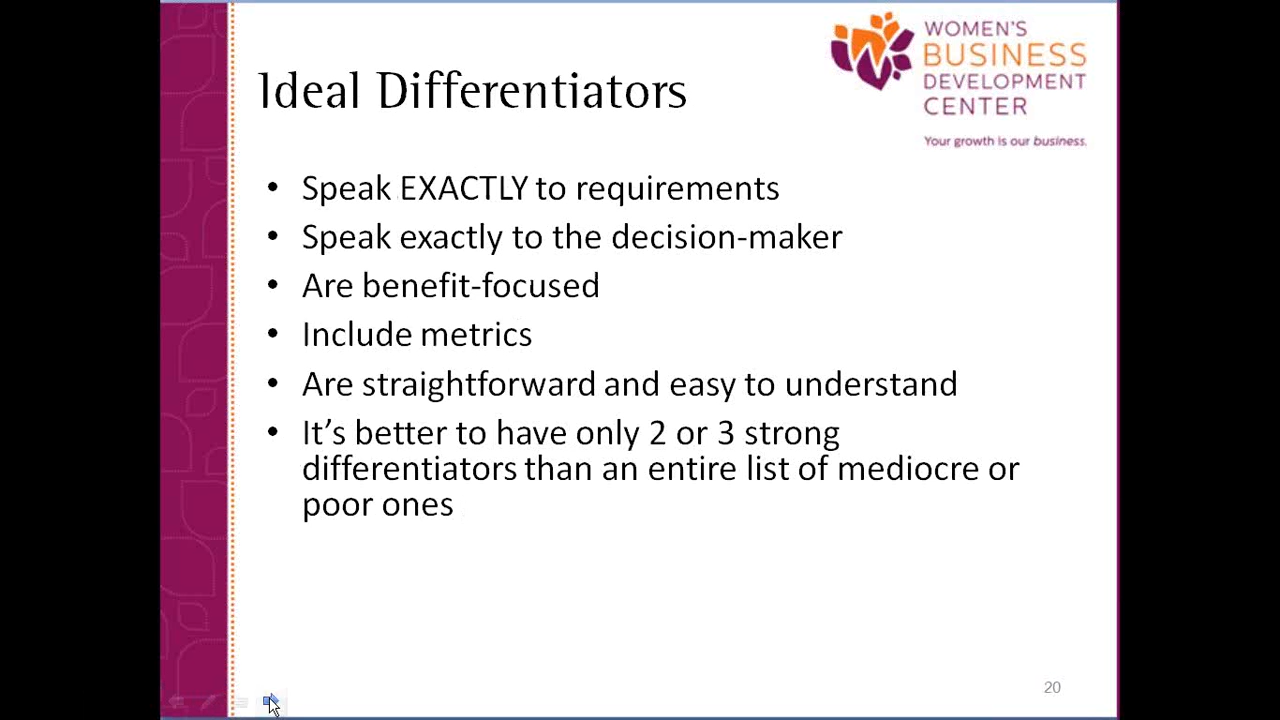 WOMEN'S
BUSINESS
DEVELOPMENT
CENTER
Your growth is our business.
Ideal Differentiators
• Speak EXACTLY to requirements
• Speak exactly to the decision-maker
• Are benefit-focused
• Include metrics
• Are straightforward and easy to understand
• It's better to have only 2 or 3 strong
differentiators than an entire list of mediocre or
poor ones
20